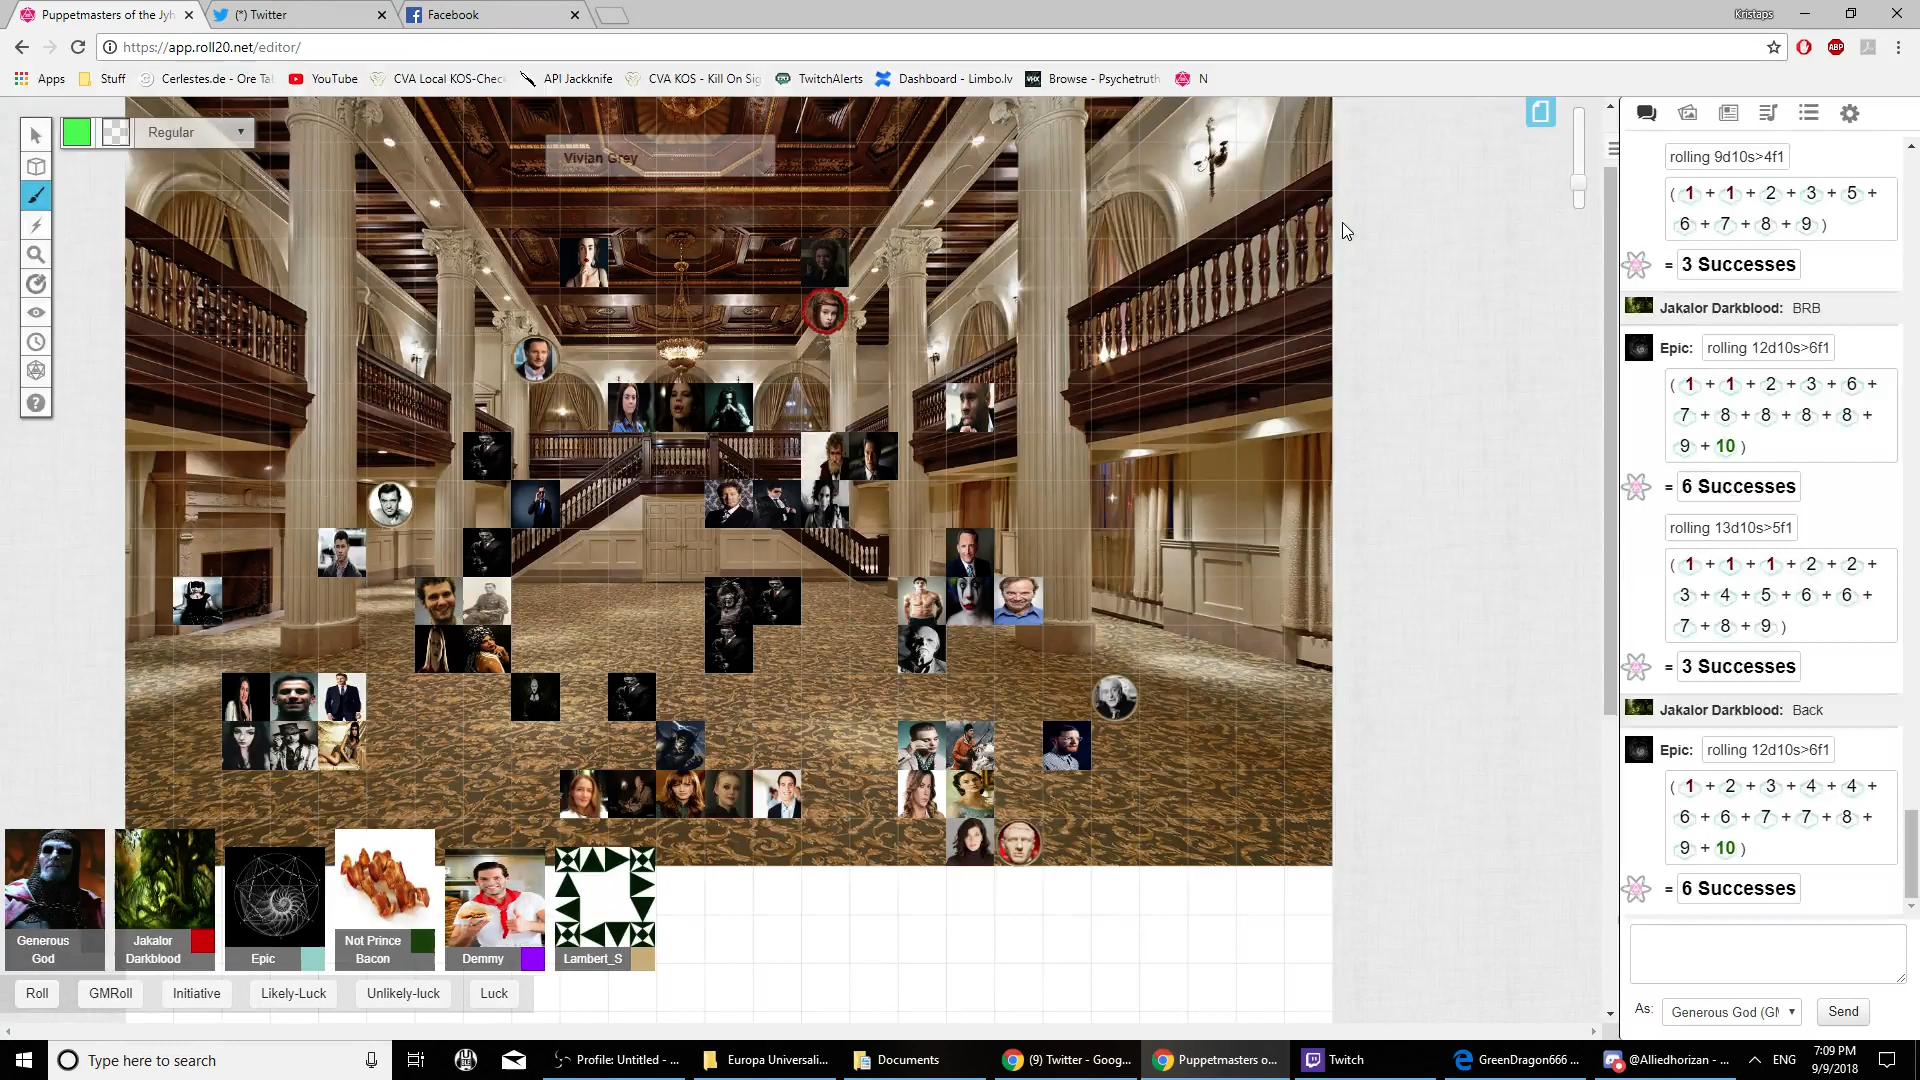 Puppetmasters of the Jyh
(*) Twitter
Facebook
Kristaps
https://app.roll20.net/editor/
ABP
Apps
Stuff
Cerlestes.de - Ore Tab
YouTube
CVA Local KOS-Chec
API Jackknife
CVA KOS - Kill On Sig
TwitchAlerts
Dashboard - Limbo.lv
VHX
Browse - Psychetruth
N
Regular
Vivian Grey
rolling 9d10s>4f1
( 1 + 1 + 2 + 3 + 5 +
6 + 7 + 8 + 9 )
= 3 Successes
Jakalor Darkblood: BRB
Epic: rolling 12d10s>6f1
( 1 + 1 + 2 + 3 + 6 +
7 + 8 + 8 + 8 + 8 +
9 + 10 )
= 6 Successes
rolling 13d10s>5f1
( 1 + 1 + 1 + 2 + 2 +
3 + 4 + 5 + 6 + 6 +
7 + 8 + 9 )
= 3 Successes
Jakalor Darkblood: Back
Epic: rolling 12d10s>6f1
( 1 + 2 + 3 + 4 + 4 +
6 + 6 + 7 + 7 + 8 +
9 + 10 )
= 6 Successes
As: Generous God (GM
Send
Generous
God
Jakalor
Darkblood
Epic
Not Prince
Bacon
Demmy
Lambert_S
Roll
GMRoll
Initiative
Likely-Luck
Unlikely-luck
Luck
Type here to search
Profile: Untitled - ...
Europa Universali...
Documents
(9) Twitter - Goog...
Puppetmasters o...
Twitch
GreenDragon666 ...
@Alliedhorizan - ...
ENG
7:09 PM
9/9/2018